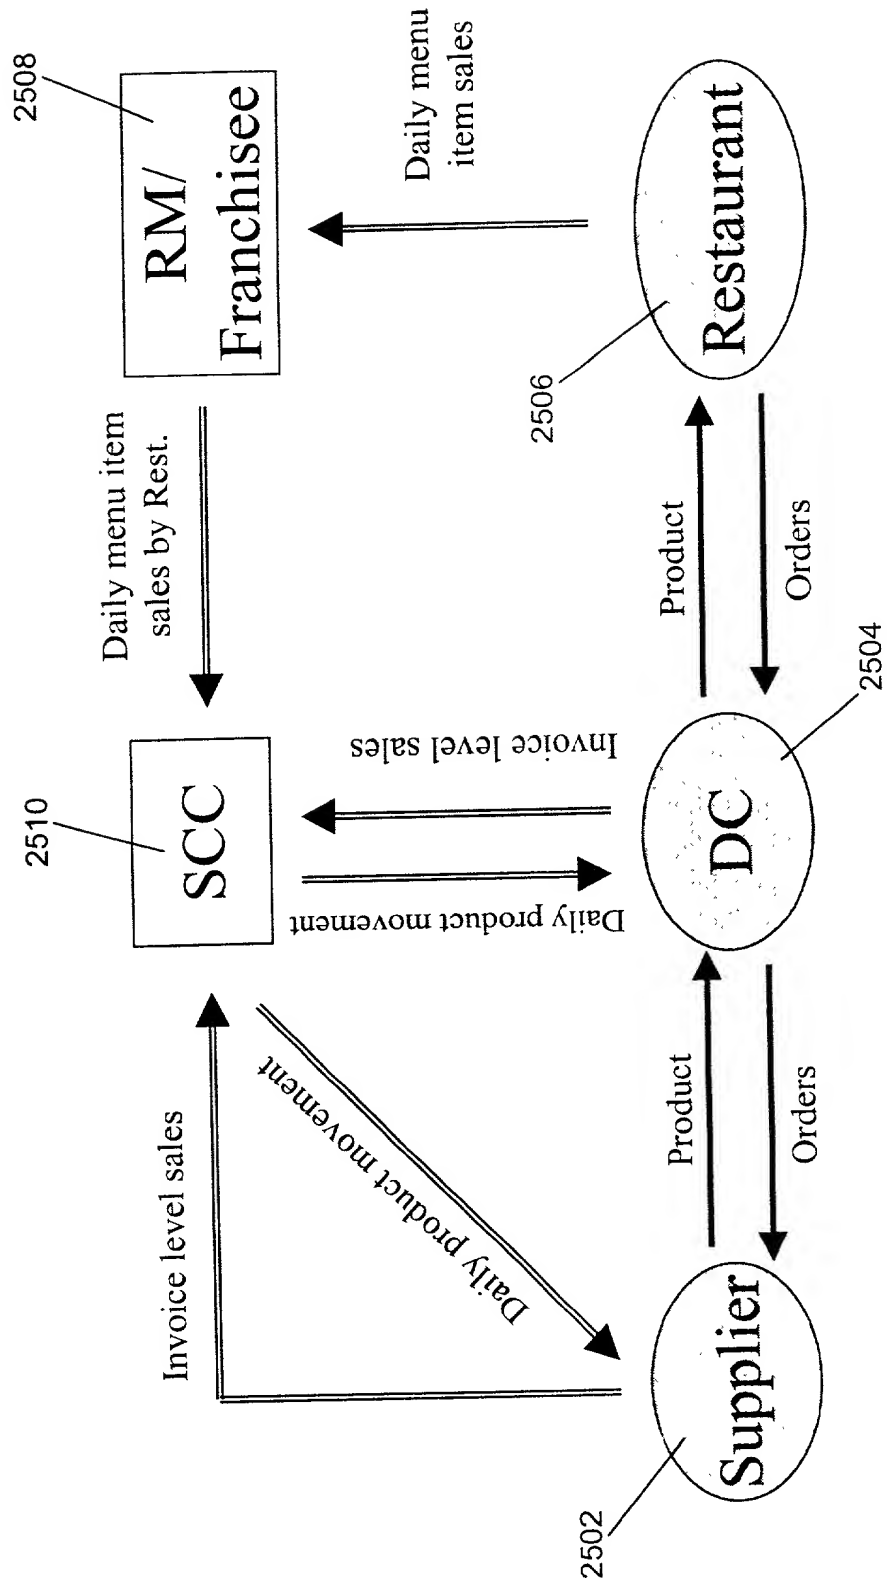 2510
2508
SCC
RM/
Franchisee
Invoice level sales
Daily menu item
sales by Rest.
Daily product movement
Daily product movement
Invoice level sales
Daily menu
item sales
2502
2506
Supplier
Product
Orders
DC
Product
Orders
Restaurant
2504